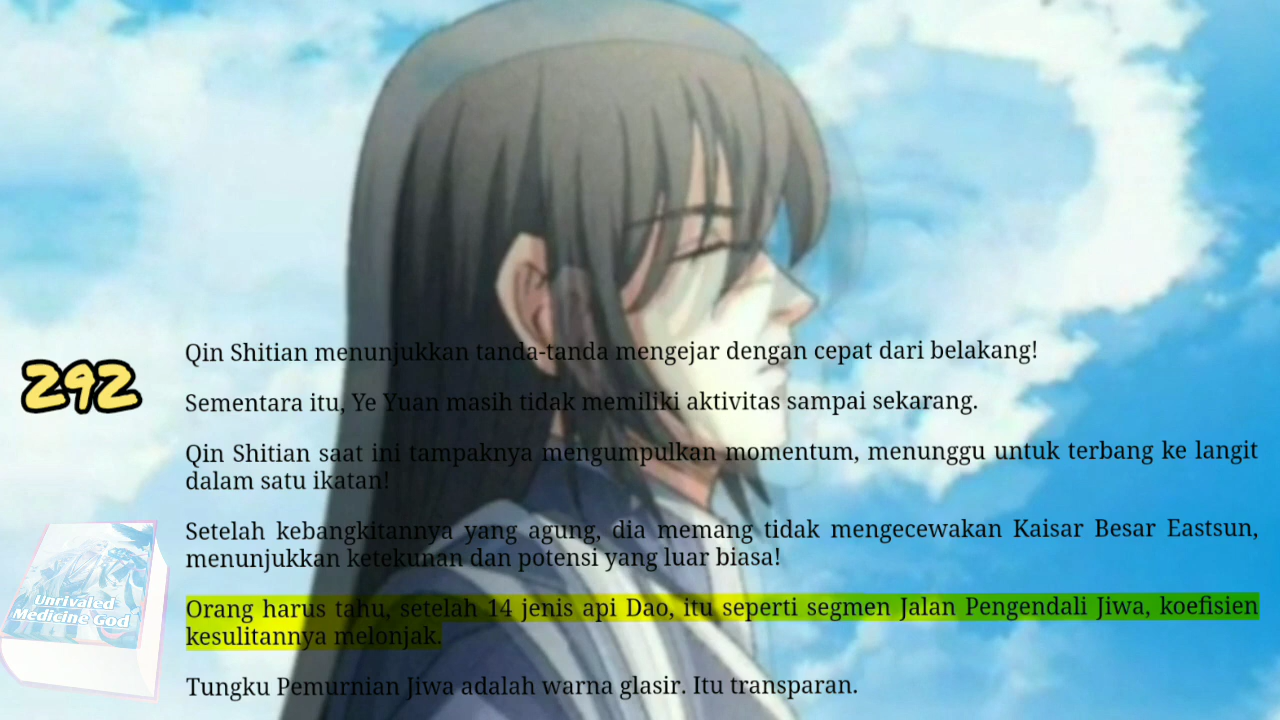 Qin Shitian menunjukkan tanda-tanda mengejar dengan cepat dari belakang!
292
Sementara itu, Ye Yuan masih tidak memiliki aktivitas sampai sekarang.
Qin Shitian saat ini tampaknya mengumpulkan momentum, menunggu untuk terbang ke langit
dalam satu ikatan!
Setelah kebangkitannya yang agung, dia memang tidak mengecewakan Kaisar Besar Eastsun,
menunjukkan ketekunan dan potensi yang luar biasa!
Orang harus tahu, setelah 14 jenis api Dao, itu seperti segmen Jalan Pengendali Jiwa, koefisien
kesulitannya melonjak.
Unrivaled
Medicine God
Tungku Pemurnian Jiwa adalah warna glasir. Itu transparan.